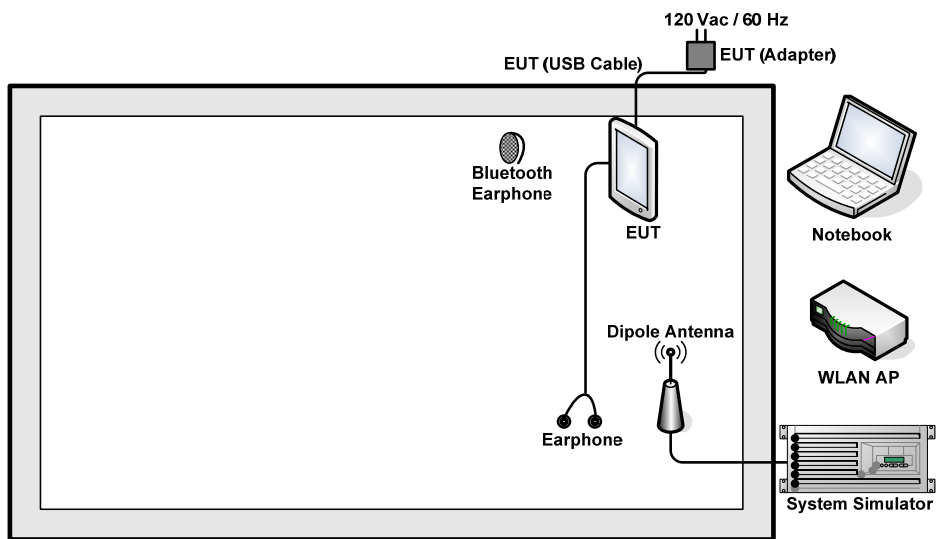 120 Vac / 60 Hz
EUT (USB Cable)
EUT (Adapter)
Bluetooth
Earphone
EUT
Notebook
Dipole Antenna
WLAN AP
Earphone
System Simulator